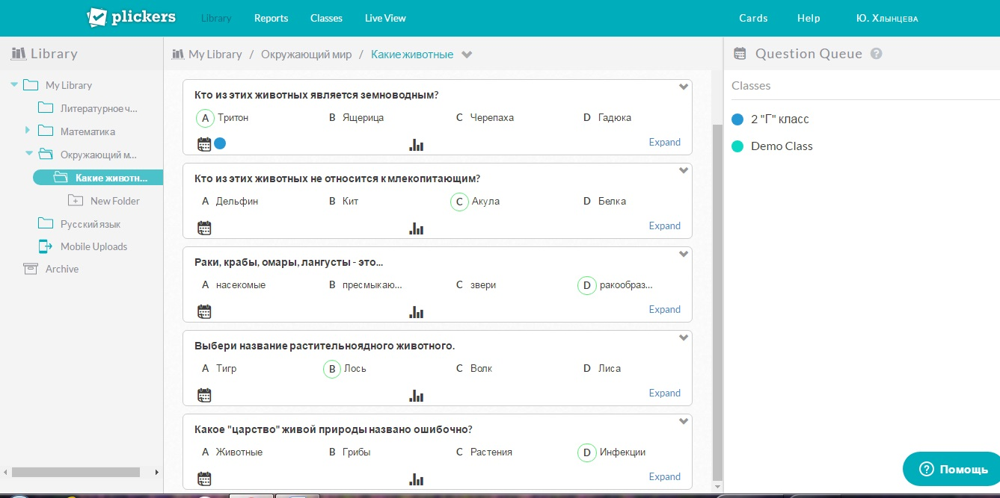 plickers Library Reports Classes Live View Cards Help Ю. Хлынцева
Library
My Library
Литературное ч...
Математика
Окружающий м...
Какие животн...
New Folder
Русский язык
Mobile Uploads
Archive
My Library / Окружающий мир / Какие животные
Кто из этих животных является земноводным?
A Тритон B Ящерица C Черепаха D Гадюка
Expand
Кто из этих животных не относится к млекопитающим?
A Дельфин B Кит C Акула D Белка
Expand
Раки, крабы, омары, лангусты - это...
A насекомые B пресмыкаю... C звери D ракообраз...
Expand
Выбери название растительноядного животного.
A Тигр B Лось C Волк D Лиса
Expand
Какое "царство" живой природы названо ошибочно?
A Животные B Грибы C Растения D Инфекции
Expand
Question Queue ?
Classes
2 "Г" класс
Demo Class
? Помощь